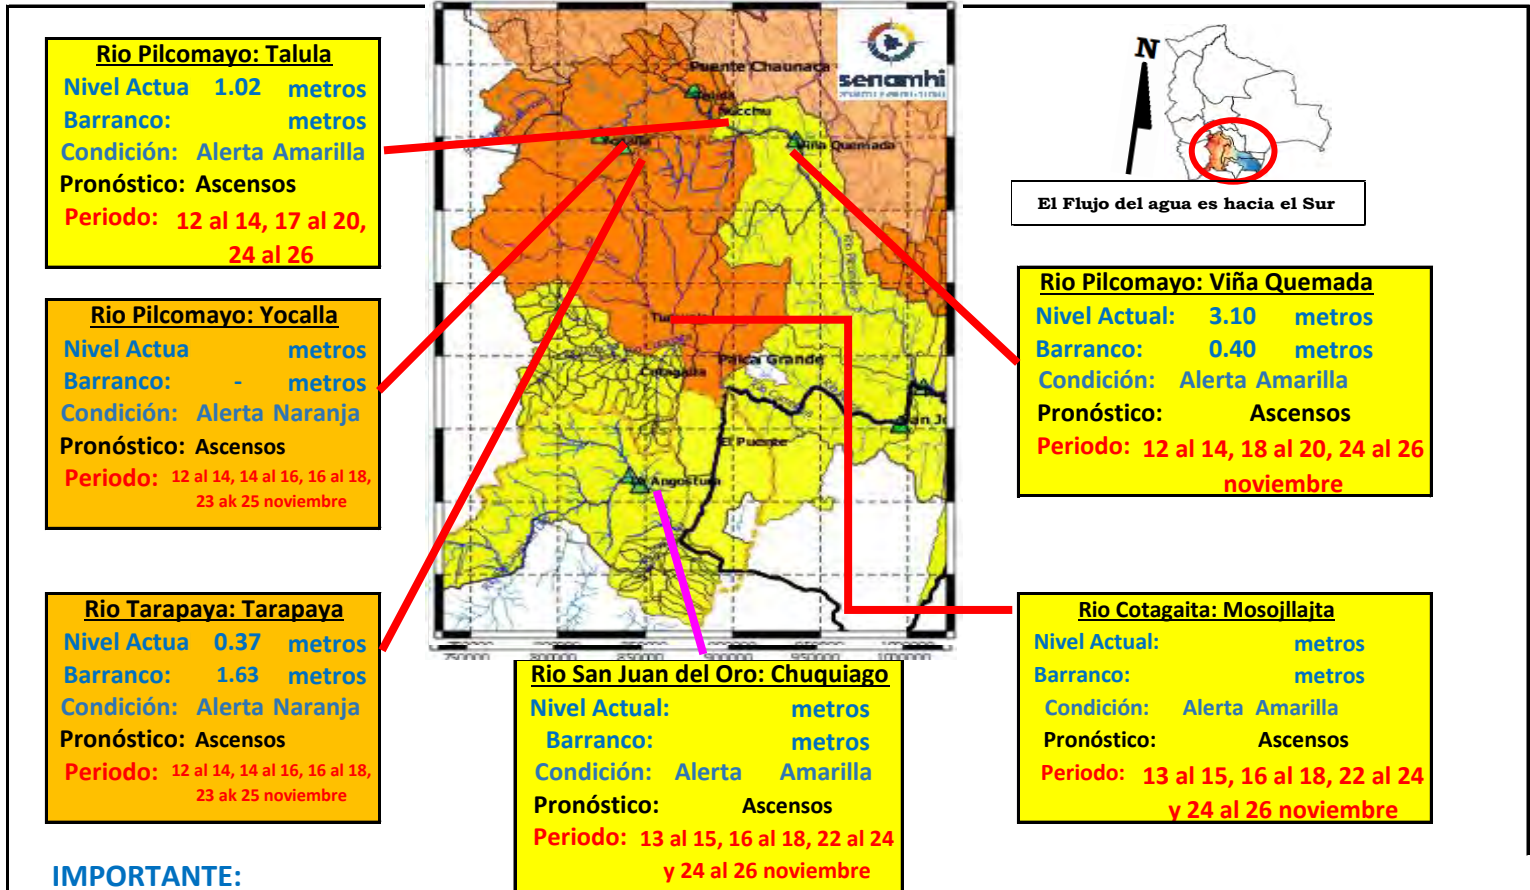 Rio Pilcomayo: Talula
Nivel Actua 1.02 metros
Barranco: metros
Condición: Alerta Amarilla
Pronóstico: Ascensos
Periodo: 12 al 14, 17 al 20,
24 al 26
Rio Pilcomayo: Yocalla
Nivel Actua metros
Barranco: - metros
Condición: Alerta Naranja
Pronóstico: Ascensos
Periodo: 12 al 14, 14 al 16, 16 al 18,
23 ak 25 noviembre
Rio Tarapaya: Tarapaya
Nivel Actua 0.37 metros
Barranco: 1.63 metros
Condición: Alerta Naranja
Pronóstico: Ascensos
Periodo: 12 al 14, 14 al 16, 16 al 18,
23 ak 25 noviembre
IMPORTANTE:
Puente Chaunaca
senamhi
Viña Quemada
Palca Grande
Cotagaita
El Puente
Angostura
Rio San Juan del Oro: Chuquiago
Nivel Actual: metros
Barranco: metros
Condición: Alerta Amarilla
Pronóstico: Ascensos
Periodo: 13 al 15, 16 al 18, 22 al 24
y 24 al 26 noviembre
N
El Flujo del agua es hacia el Sur
Rio Pilcomayo: Viña Quemada
Nivel Actual: 3.10 metros
Barranco: 0.40 metros
Condición: Alerta Amarilla
Pronóstico: Ascensos
Periodo: 12 al 14, 18 al 20, 24 al 26
noviembre
Rio Cotagaita: Mosojllajta
Nivel Actual: metros
Barranco: metros
Condición: Alerta Amarilla
Pronóstico: Ascensos
Periodo: 13 al 15, 16 al 18, 22 al 24
y 24 al 26 noviembre